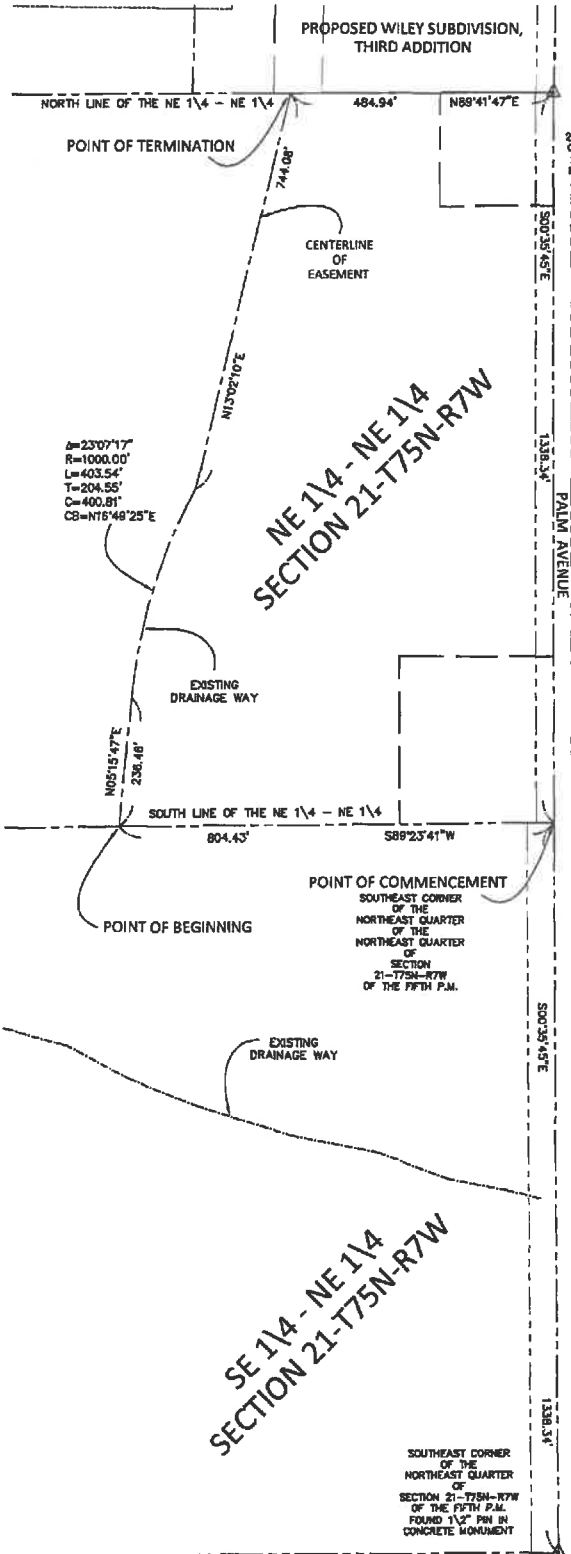 PROPOSED WILEY SUBDIVISION,
THIRD ADDITION
NORTH LINE OF THE NE 1\4 - NE 1\4
484.94'
N89°41'47"E
POINT OF TERMINATION
744.08'
CENTERLINE
OF
EASEMENT
S00°35'45"E
N13°02'10"E
NE 1\4 - NE 1\4
SECTION 21-T75N-R7W
1338.34'
PALM AVENUE
Δ=23°07'17"
R=1000.00'
L=403.54'
T=204.55'
C=400.81'
CB=N16°49'25"E
EXISTING
DRAINAGE WAY
N05°15'47"E
236.46'
SOUTH LINE OF THE NE 1\4 - NE 1\4
804.43'
S89°23'41"W
POINT OF COMMENCEMENT
SOUTHEAST CORNER
OF THE
NORTHEAST QUARTER
OF THE
NORTHEAST QUARTER
OF
SECTION
21-T75N-R7W
OF THE FIFTH P.M.
POINT OF BEGINNING
S00°35'45"E
EXISTING
DRAINAGE WAY
SE 1\4 - NE 1\4
SECTION 21-T75N-R7W
1338.34'
SOUTHEAST CORNER
OF THE
NORTHEAST QUARTER
OF
SECTION 21-T75N-R7W
OF THE FIFTH P.M.
FOUND 1\2" PIN IN
CONCRETE MONUMENT